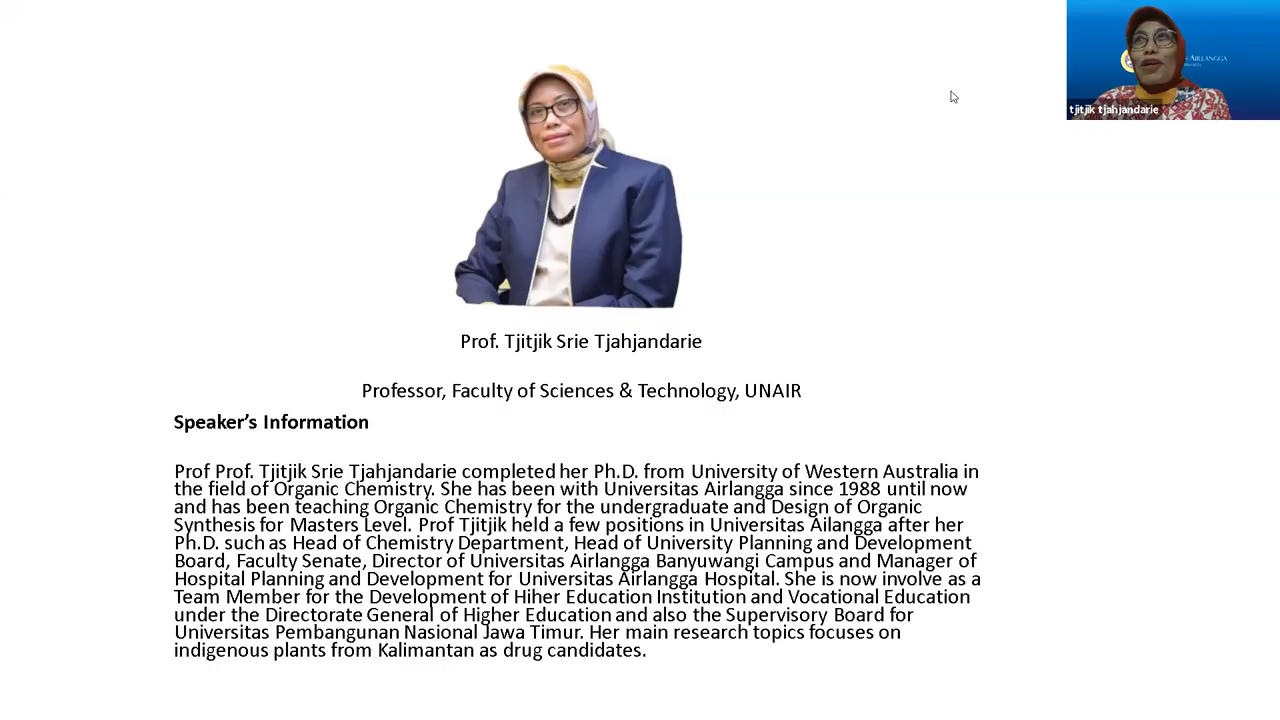 AIRLANGGA
tjitjik tjahjandarie
Prof. Tjitjik Srie Tjahjandarie
Professor, Faculty of Sciences & Technology, UNAIR
Speaker’s Information
Prof Prof. Tjitjik Srie Tjahjandarie completed her Ph.D. from University of Western Australia in
the field of Organic Chemistry. She has been with Universitas Airlangga since 1988 until now
and has been teaching Organic Chemistry for the undergraduate and Design of Organic
Synthesis for Masters Level. Prof Tjitjik held a few positions in Universitas Ailangga after her
Ph.D. such as Head of Chemistry Department, Head of University Planning and Development
Board, Faculty Senate, Director of Universitas Airlangga Banyuwangi Campus and Manager of
Hospital Planning and Development for Universitas Airlangga Hospital. She is now involve as a
Team Member for the Development of Hiher Education Institution and Vocational Education
under the Directorate General of Higher Education and also the Supervisory Board for
Universitas Pembangunan Nasional Jawa Timur. Her main research topics focuses on
indigenous plants from Kalimantan as drug candidates.